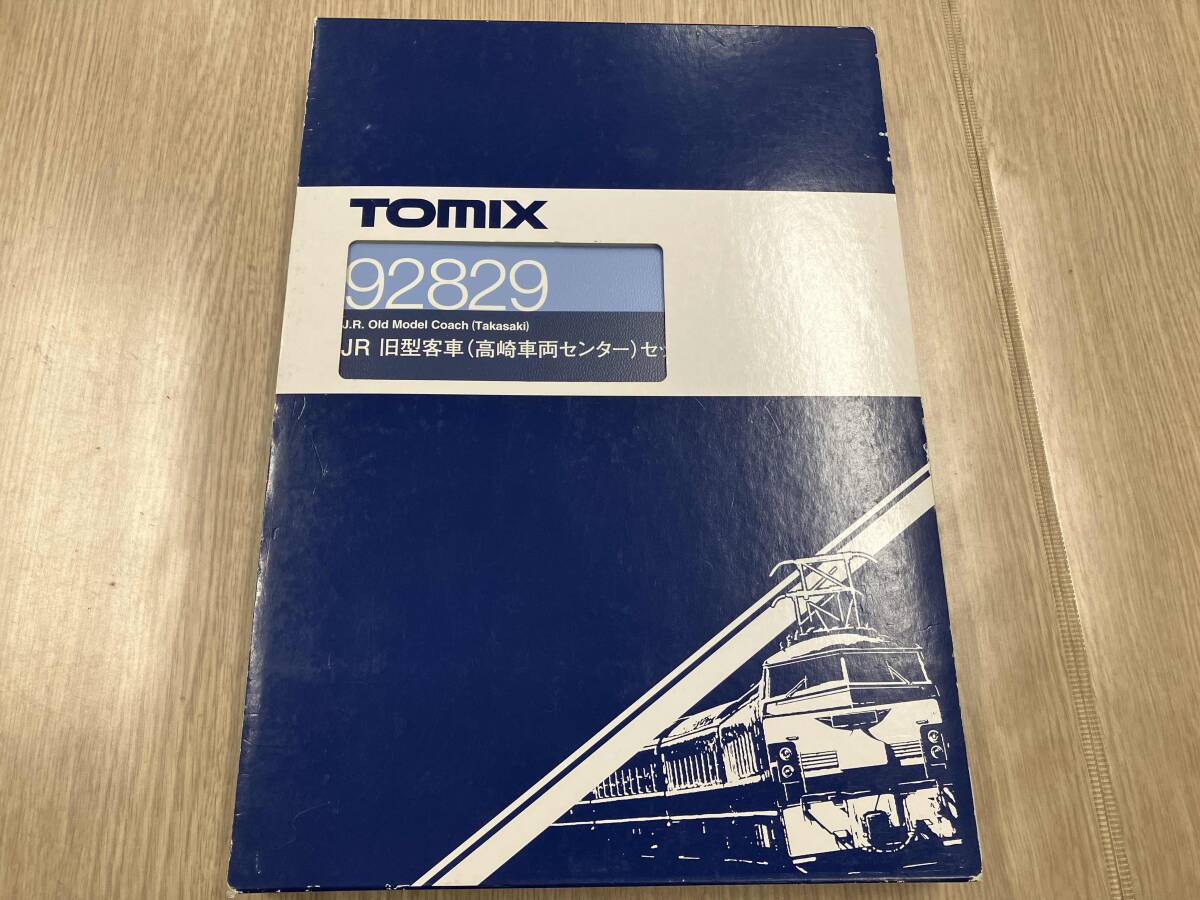 TOMIX
92829
J.R. Old Model Coach (Takasaki)
JR 旧型客車(高崎車両センター)セッ